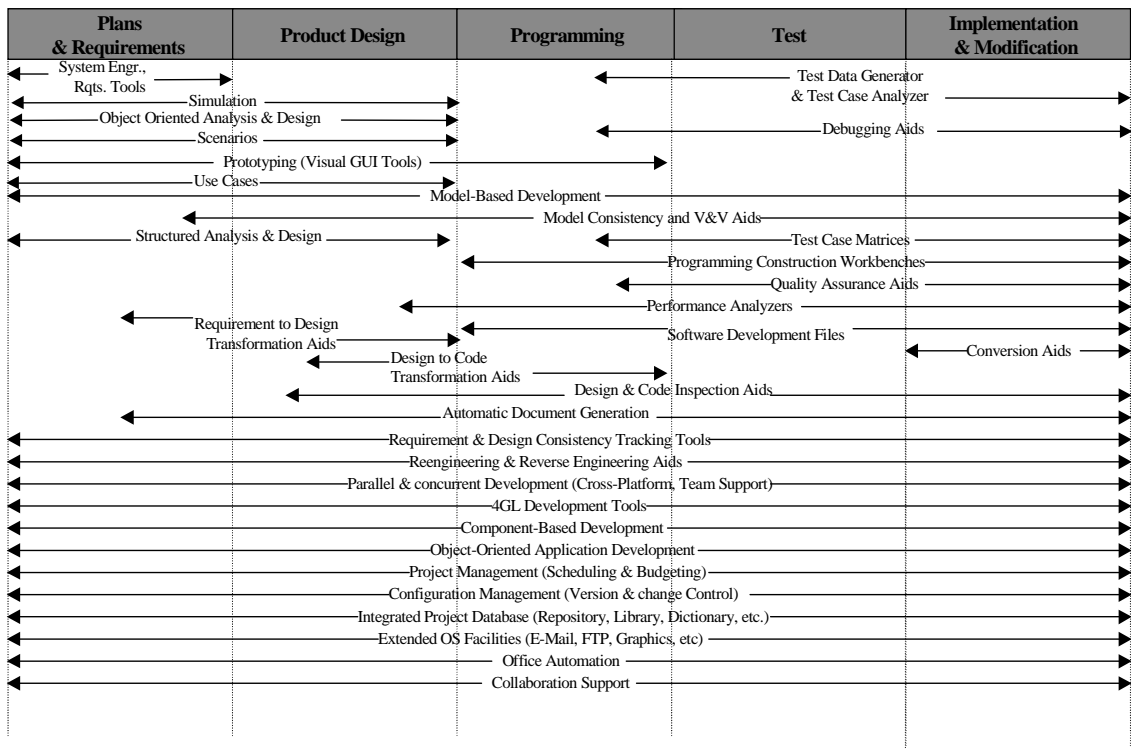 Plans
& Requirements
Product Design
Programming
Test
Implementation
& Modification
System Engr.,
Rqts. Tools
Test Data Generator
& Test Case Analyzer
Simulation
Object Oriented Analysis & Design
Debugging Aids
Scenarios
Prototyping (Visual GUI Tools)
Use Cases
Model-Based Development
Model Consistency and V&V Aids
Structured Analysis & Design
Test Case Matrices
Programming Construction Workbenches
Quality Assurance Aids
Performance Analyzers
Requirement to Design
Transformation Aids
Software Development Files
Conversion Aids
Design to Code
Transformation Aids
Design & Code Inspection Aids
Automatic Document Generation
Requirement & Design Consistency Tracking Tools
Reengineering & Reverse Engineering Aids
Parallel & concurrent Development (Cross-Platform, Team Support)
4GL Development Tools
Component-Based Development
Object-Oriented Application Development
Project Management (Scheduling & Budgeting)
Configuration Management (Version & change Control)
Integrated Project Database (Repository, Library, Dictionary, etc.)
Extended OS Facilities (E-Mail, FTP, Graphics, etc)
Office Automation
Collaboration Support